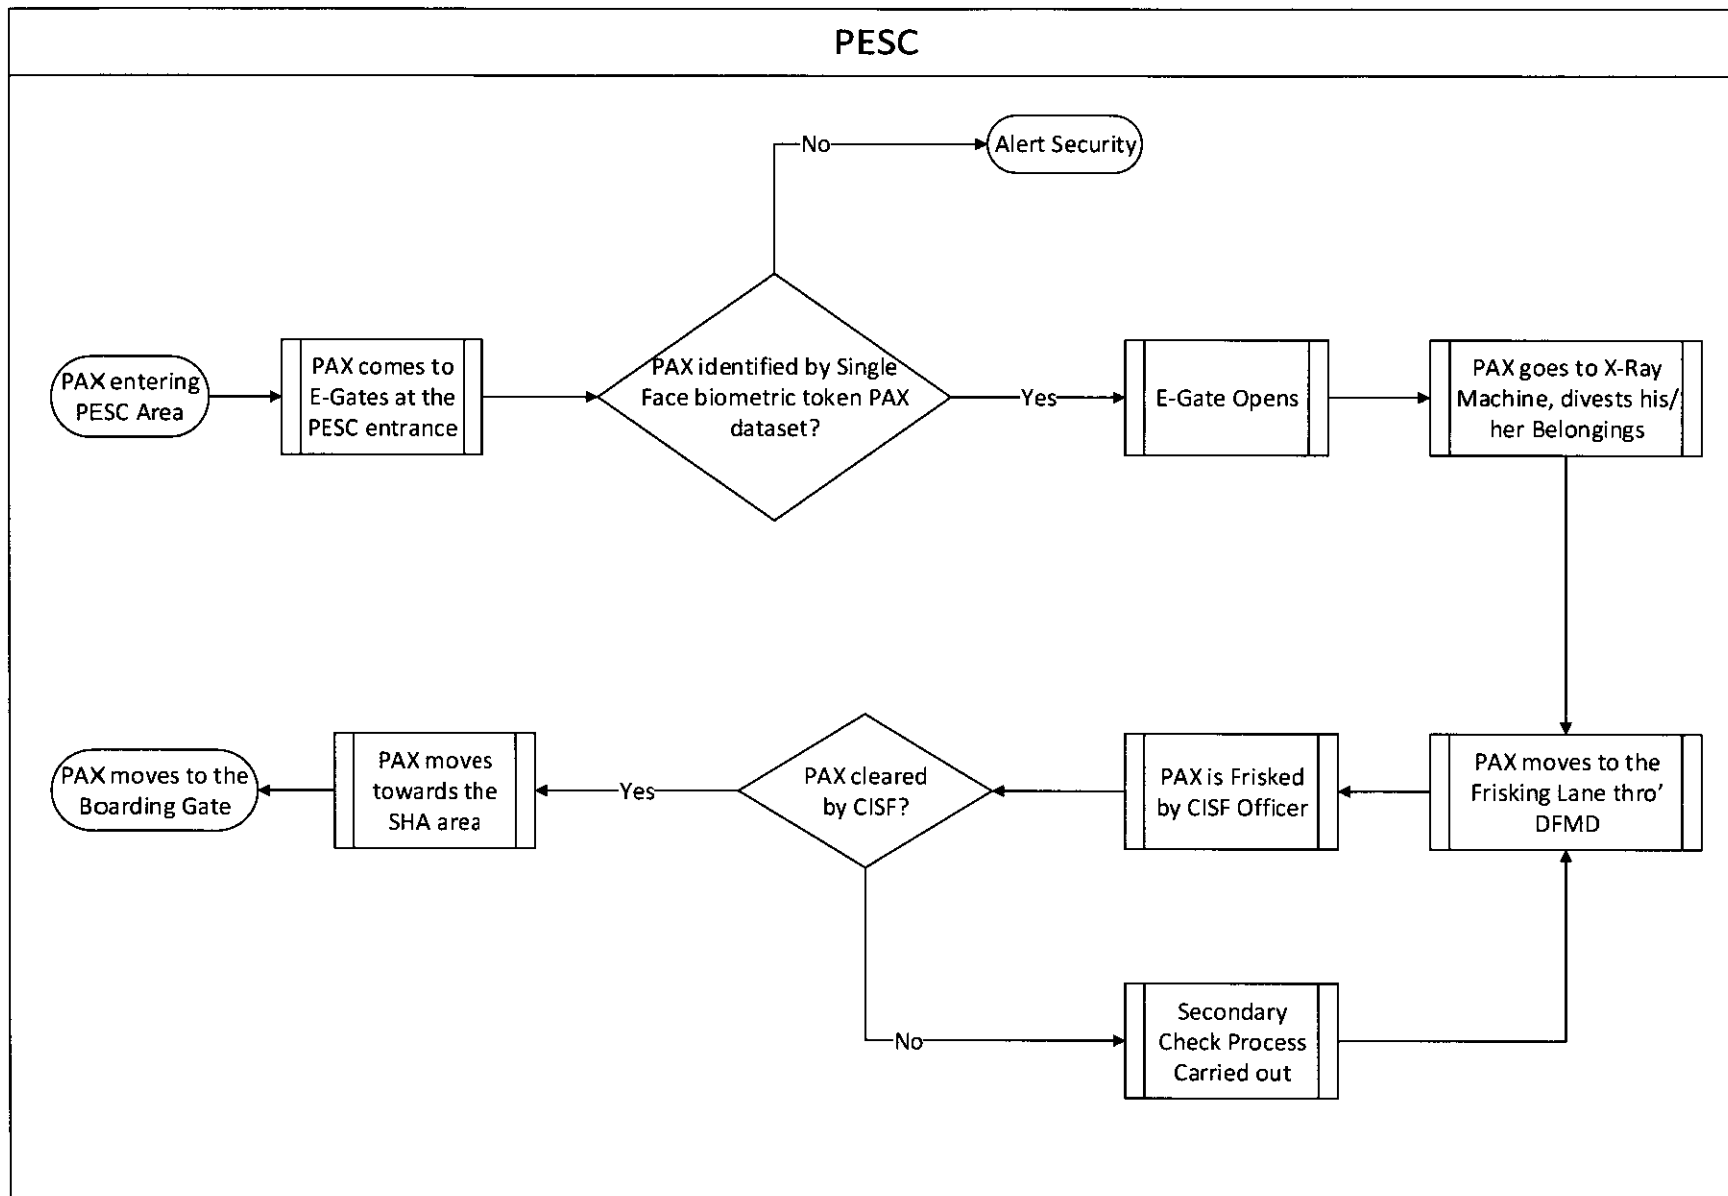 PESC
No
Alert Security
PAX entering
PESC Area
PAX comes to
E-Gates at the
PESC entrance
PAX identified by Single
Face biometric token PAX
dataset?
Yes
E-Gate Opens
PAX goes to X-Ray
Machine, divests his/
her Belongings
PAX moves to the
Boarding Gate
PAX moves
towards the
SHA area
Yes
PAX cleared
by CISF?
PAX is Frisked
by CISF Officer
PAX moves to the
Frisking Lane thro'
DFMD
No
Secondary
Check Process
Carried out